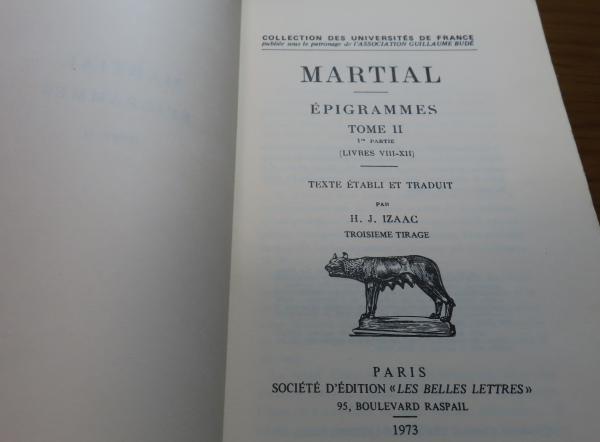 COLLECTION DES UNIVERSITÉS DE FRANCE
publiée sous le patronage de l'ASSOCIATION GUILLAUME BUDÉ
MARTIAL
ÉPIGRAMMES
TOME II
1re PARTIE
(LIVRES VIII-XII)
TEXTE ÉTABLI ET TRADUIT
PAR
H. J. IZAAC
TROISIEME TIRAGE
PARIS
SOCIÉTÉ D'ÉDITION « LES BELLES LETTRES »
95, BOULEVARD RASPAIL
1973